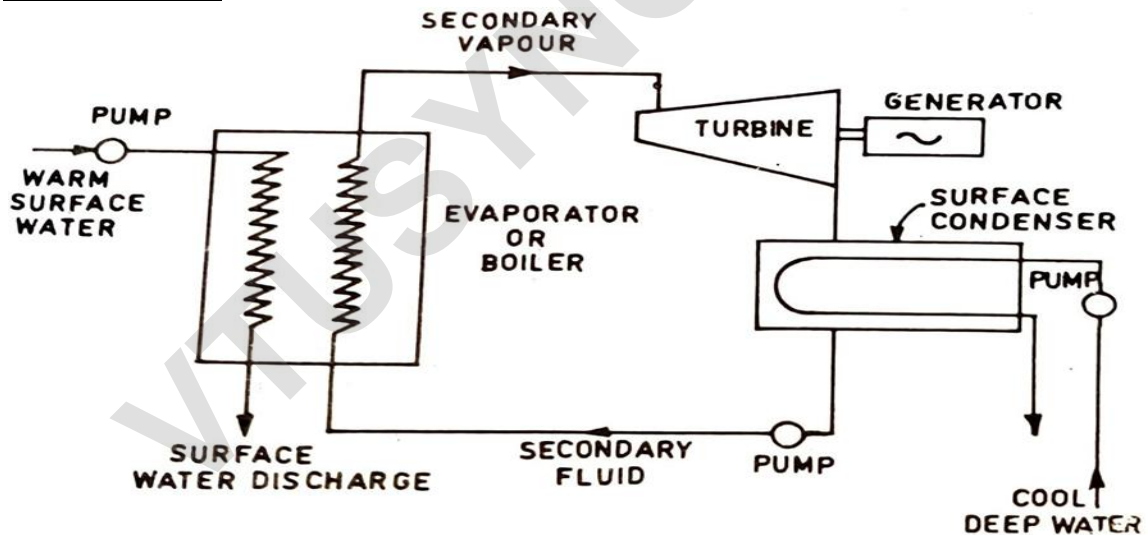 SECONDARY
VAPOUR
PUMP
WARM
SURFACE
WATER
EVAPORATOR
OR
BOILER
TURBINE
GENERATOR
SURFACE
CONDENSER
PUMP
SURFACE
WATER DISCHARGE
SECONDARY
FLUID
PUMP
COOL
DEEP WATER
VTUSYNC